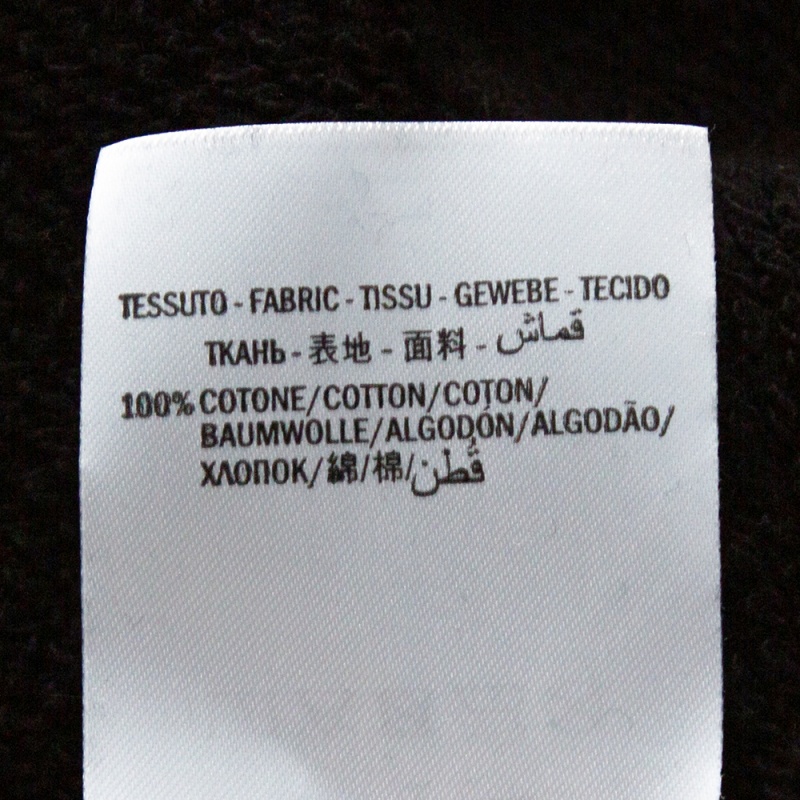 TESSUTO - FABRIC - TISSU - GEWEBE - TECIDO
ТКАНЬ - 表地 - 面料 - قماش
100% COTONE/COTTON/COTON/
BAUMWOLLE/ALGODÓN/ALGODÃO/
ХЛОПОК/綿/棉/قُطن